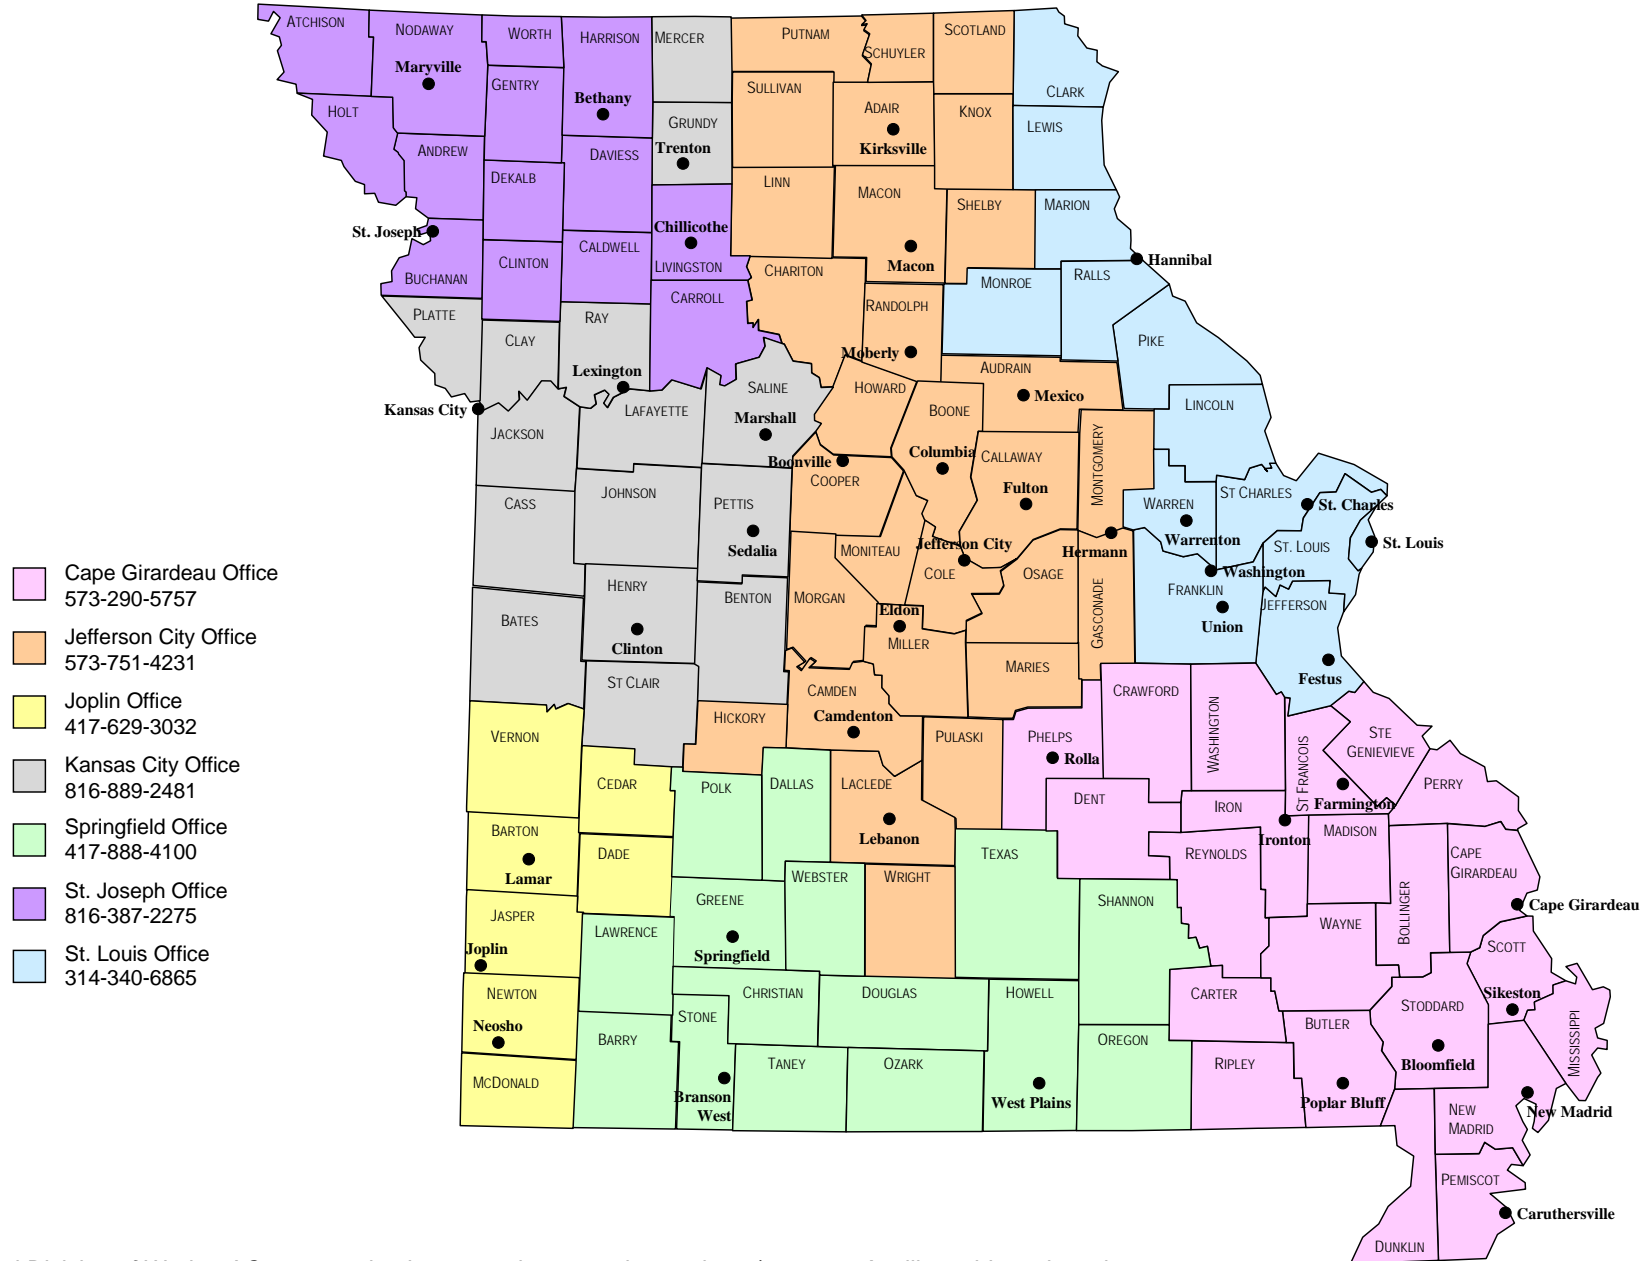 ATCHISON
NODAWAY
WORTH
HARRISON
MERCER
PUTNAM
SCHUYLER
SCOTLAND
CLARK
Maryville
GENTRY
Bethany
SULLIVAN
ADAIR
KNOX
LEWIS
HOLT
GRUNDY
Kirksville
ANDREW
DAVIESS
Trenton
DEKALB
LINN
MACON
SHELBY
MARION
St. Joseph
Chillicothe
CALDWELL
Macon
Hannibal
BUCHANAN
CLINTON
LIVINGSTON
CHARITON
MONROE
RALLS
CARROLL
RANDOLPH
PLATTE
CLAY
RAY
Moberly
PIKE
Lexington
SALINE
HOWARD
AUDRAIN
Mexico
Kansas City
LAFAYETTE
Marshall
BOONE
LINCOLN
JACKSON
Boonville
Columbia
CALLAWAY
MONTGOMERY
COOPER
CASS
JOHNSON
PETTIS
Fulton
WARREN
ST CHARLES
St. Charles
Sedalia
MONITEAU
Jefferson City
Hermann
Warrenton
ST. LOUIS
St. Louis
COLE
OSAGE
Washington
HENRY
BENTON
MORGAN
GASCONADE
FRANKLIN
JEFFERSON
BATES
Eldon
Union
Clinton
MILLER
MARIES
Festus
ST CLAIR
CAMDEN
CRAWFORD
WASHINGTON
HICKORY
Camdenton
VERNON
PULASKI
PHELPS
Rolla
ST FRANCOIS
STE
GENIEVIEVE
CEDAR
POLK
DALLAS
LACLEDE
DENT
IRON
Farmington
PERRY
BARTON
Lebanon
Ironton
MADISON
DADE
TEXAS
REYNOLDS
CAPE
GIRARDEAU
Lamar
WEBSTER
WRIGHT
JASPER
GREENE
SHANNON
BOLLINGER
Cape Girardeau
LAWRENCE
WAYNE
Joplin
Springfield
SCOTT
NEWTON
CHRISTIAN
DOUGLAS
HOWELL
CARTER
STODDARD
Sikeston
Neosho
STONE
BUTLER
MISSISSIPPI
BARRY
TANEY
OZARK
OREGON
RIPLEY
Bloomfield
MCDONALD
Branson
West
West Plains
Poplar Bluff
New Madrid
NEW
MADRID
PEMISCOT
Caruthersville
DUNKLIN
Cape Girardeau Office
573-290-5757
Jefferson City Office
573-751-4231
Joplin Office
417-629-3032
Kansas City Office
816-889-2481
Springfield Office
417-888-4100
St. Joseph Office
816-387-2275
St. Louis Office
314-340-6865